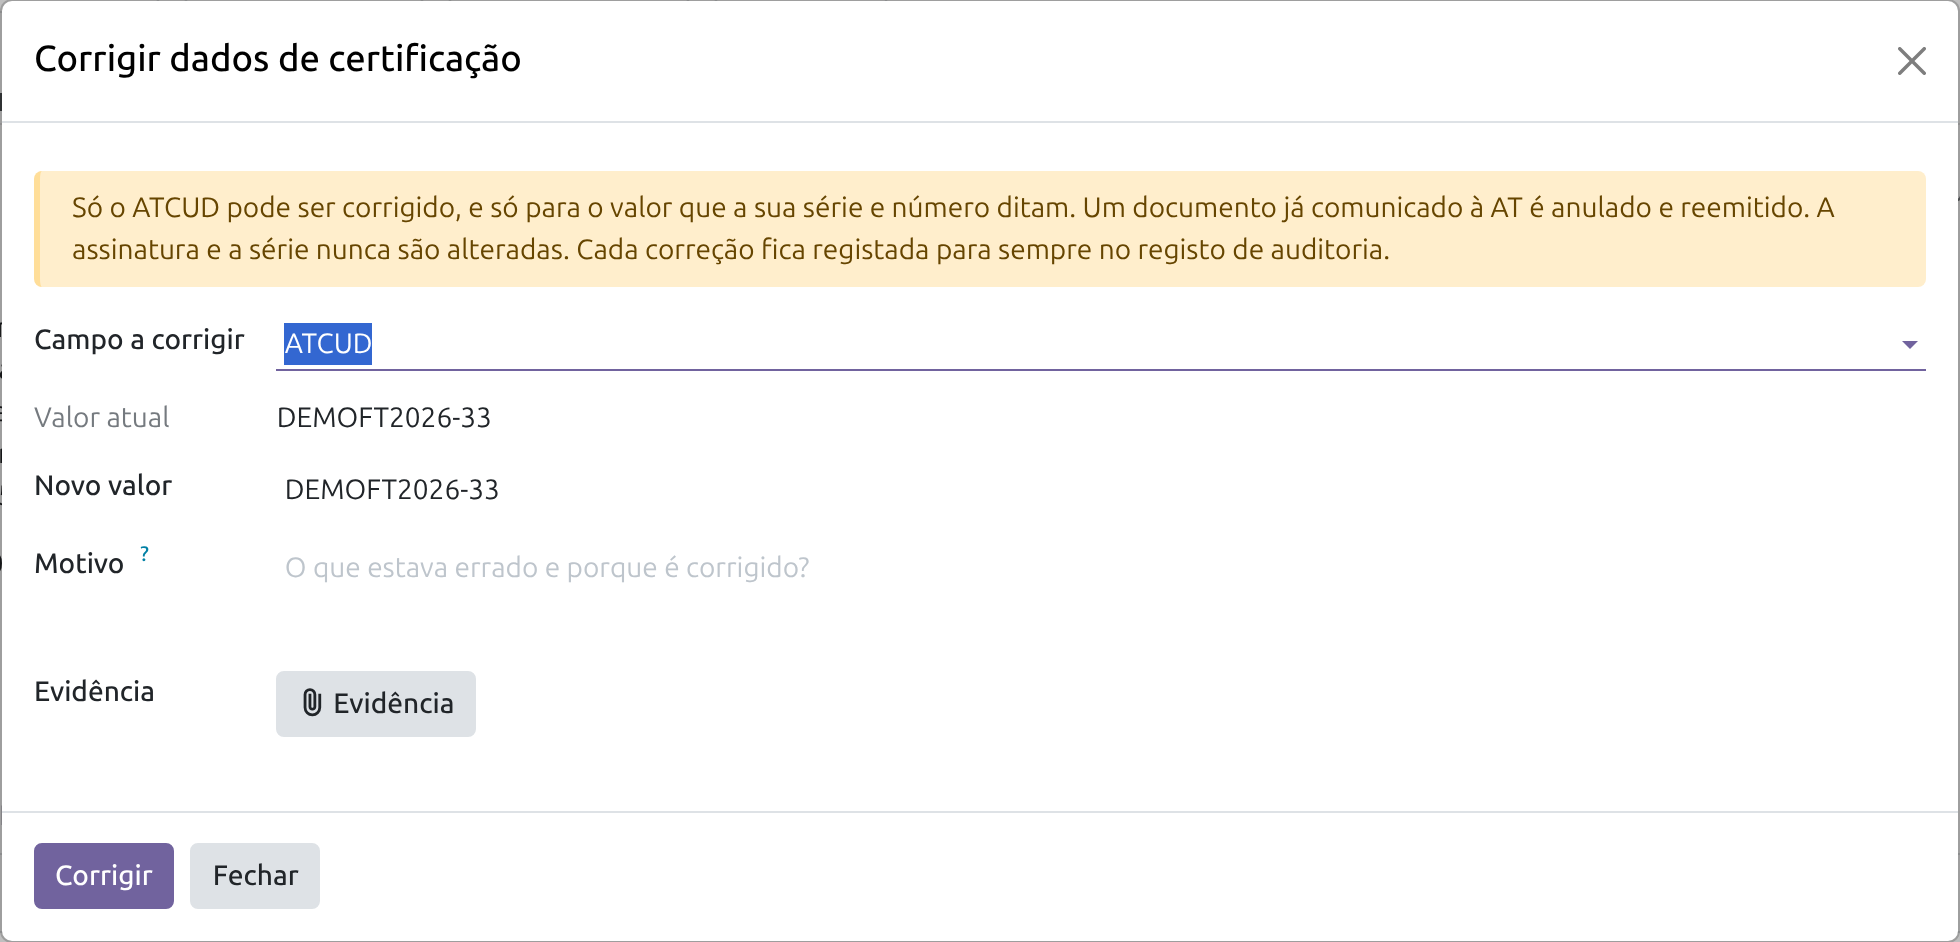 Corrigir dados de certificação
Só o ATCUD pode ser corrigido, e só para o valor que a sua série e número ditam. Um documento já comunicado à AT é anulado e reemitido. A
assinatura e a série nunca são alteradas. Cada correção fica registada para sempre no registo de auditoria.
Campo a corrigir ATCUD
Valor atual DEMOFT2026-33
Novo valor DEMOFT2026-33
Motivo ? O que estava errado e porque é corrigido?
Evidência Evidência
Corrigir Fechar